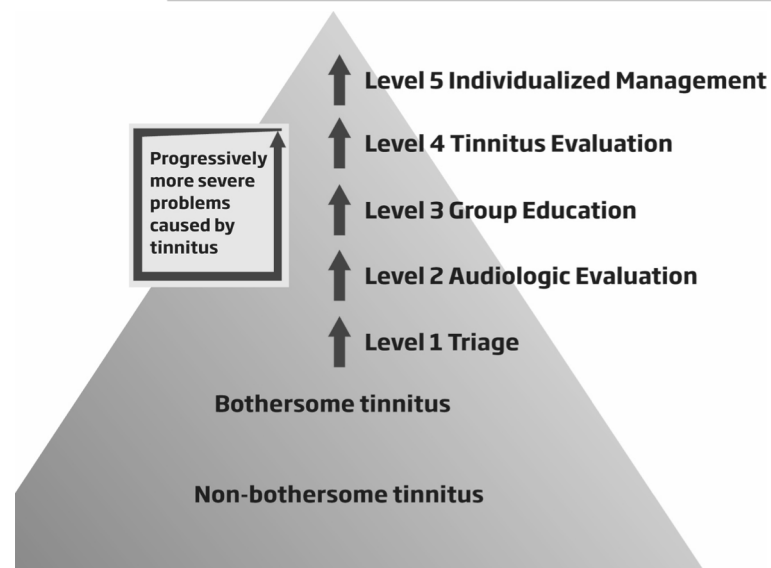 Level 5 Individualized Management
Level 4 Tinnitus Evaluation
Progressively
more severe
problems
caused by
tinnitus
Level 3 Group Education
Level 2 Audiologic Evaluation
Level 1 Triage
Bothersome tinnitus
Non-bothersome tinnitus